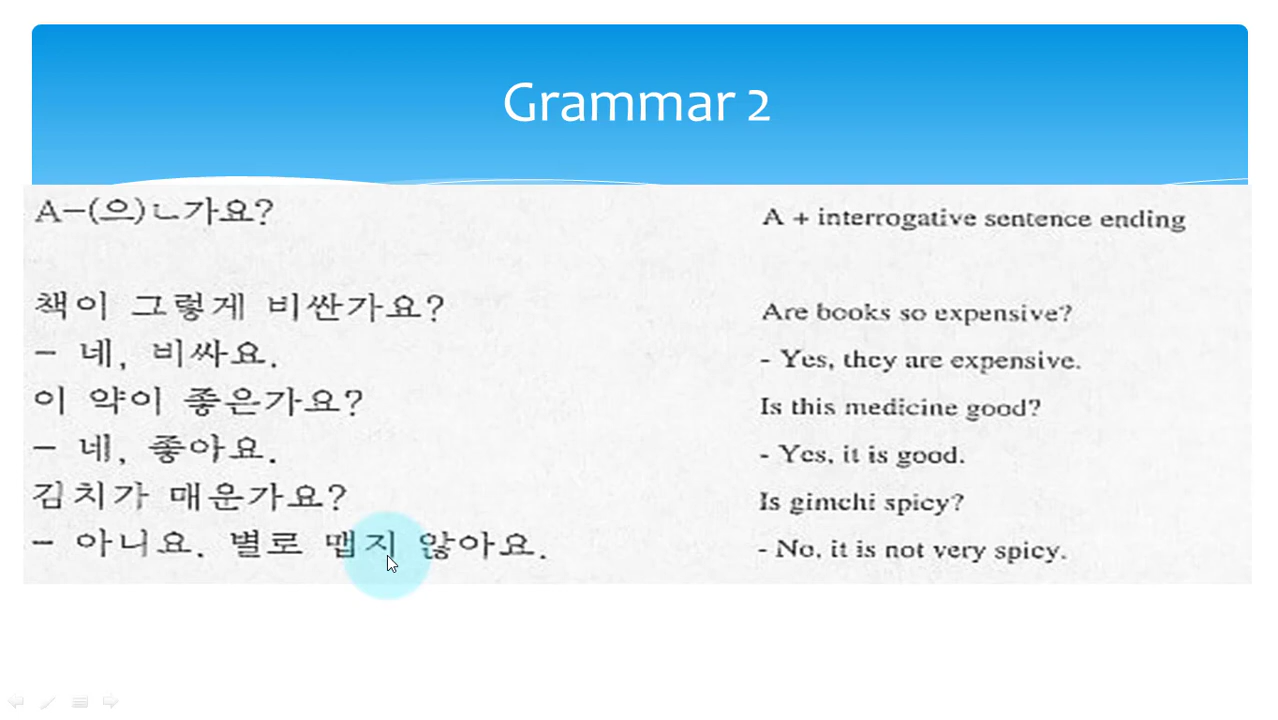 Grammar 2
A-(으)ㄴ가요? A + interrogative sentence ending
책이 그렇게 비싼가요? Are books so expensive?
- 네, 비싸요. - Yes, they are expensive.
이 약이 좋은가요? Is this medicine good?
- 네, 좋아요. - Yes, it is good.
김치가 매운가요? Is gimchi spicy?
- 아니요. 별로 맵지 않아요. - No, it is not very spicy.